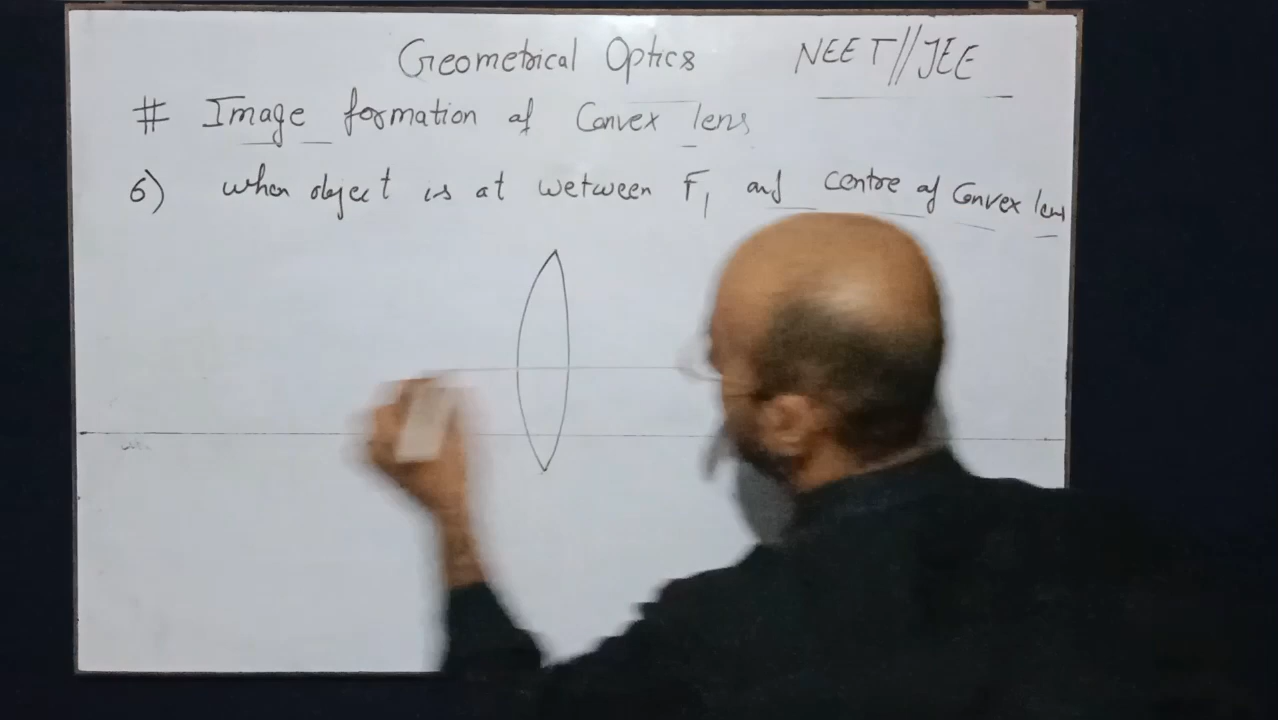 Geometrical Optics NEET//JEE
# Image formation of Convex lens
6) when object is at wetween F1 and centre of Convex lens